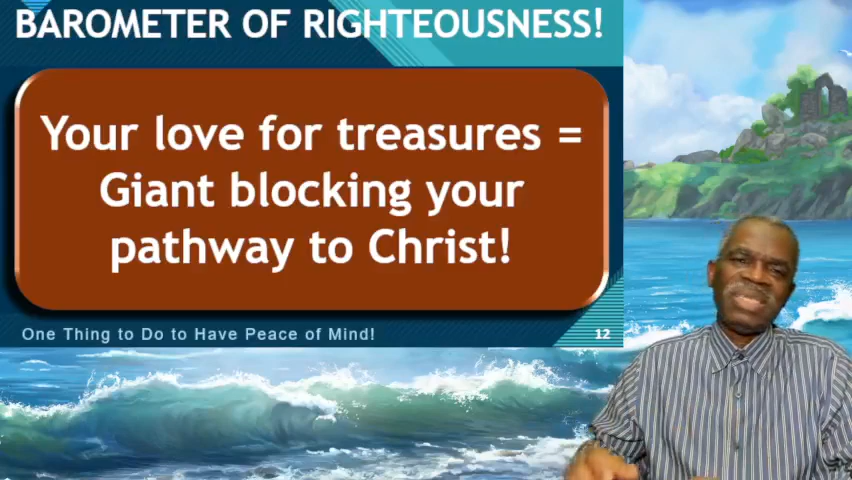 BAROMETER OF RIGHTEOUSNESS!
Your love for treasures =
Giant blocking your
pathway to Christ!
One Thing to Do to Have Peace of Mind!
12